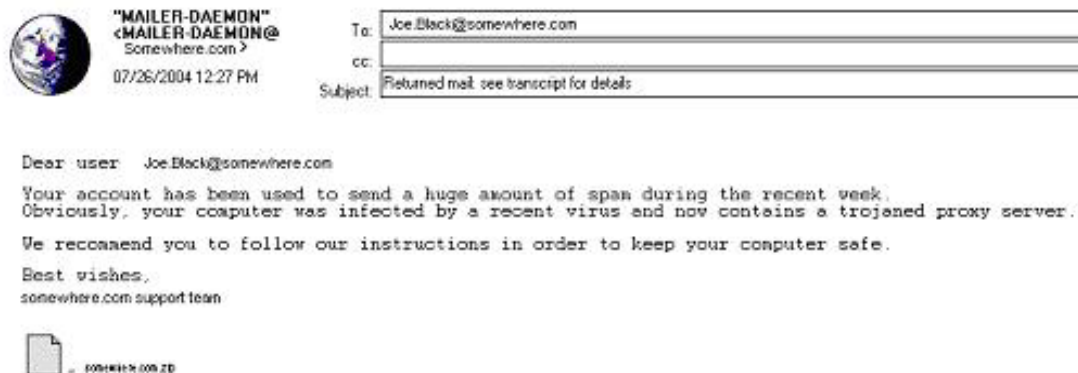 "MAILER-DAEMON"
<MAILER-DAEMON@
Somewhere.com >
07/26/2004 12:27 PM
To: Joe.Black@somewhere.com
cc:
Subject: Returned mail: see transcript for details
Dear user Joe.Black@somewhere.com
Your account has been used to send a huge amount of spam during the recent week.
Obviously, your computer was infected by a recent virus and now contains a trojaned proxy server.
We recommend you to follow our instructions in order to keep your computer safe.
Best wishes,
somewhere.com support team
somewhere.com.zip